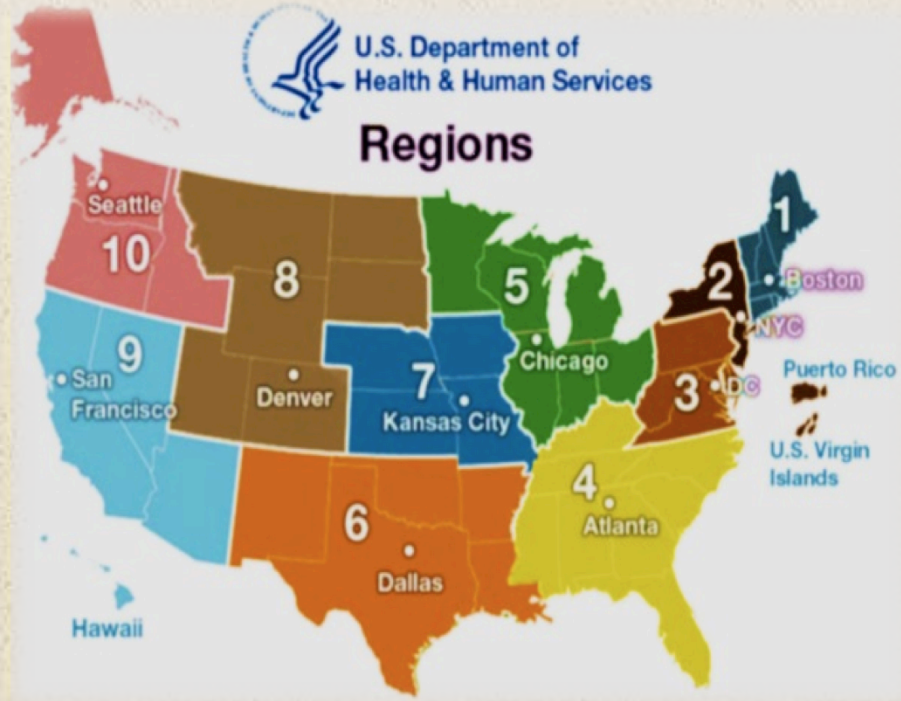 U.S. Department of
Health & Human Services
Regions
Seattle
10
8
5
1
2
Boston
NYC
9
San
Francisco
Denver
7
Kansas City
Chicago
3
DC
Puerto Rico
U.S. Virgin
Islands
4
Atlanta
6
Dallas
Hawaii